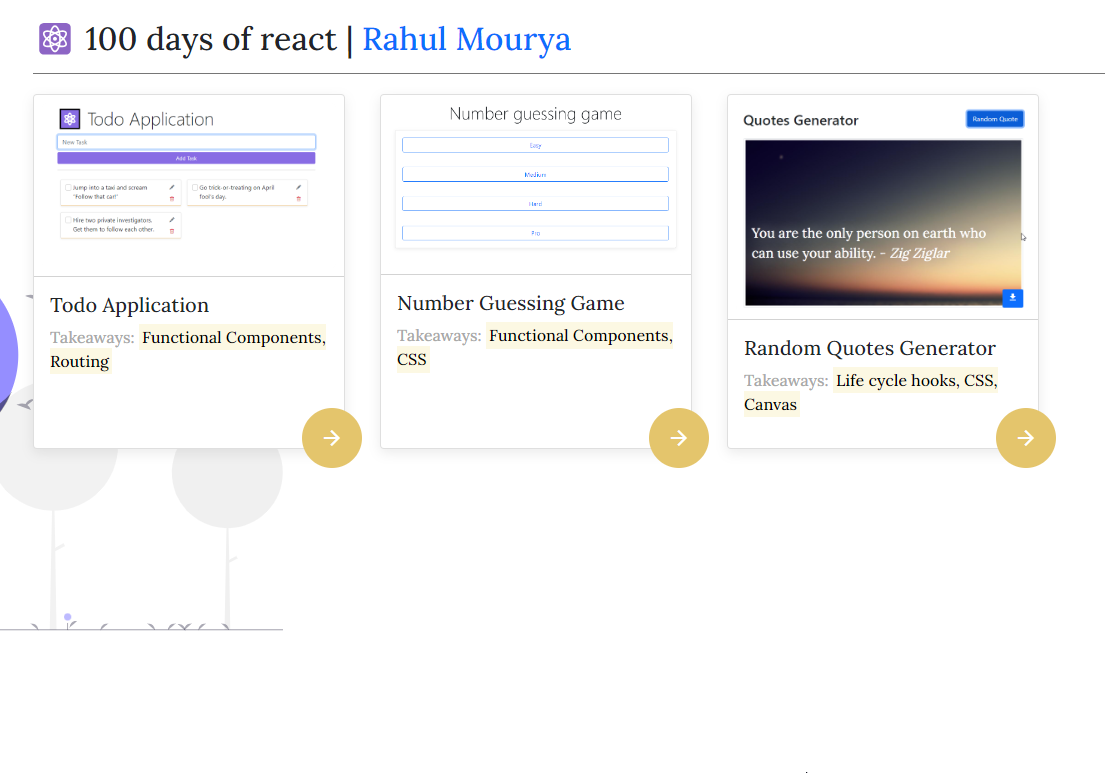 100 days of react | Rahul Mourya
Todo Application
New Task
Add Task
Jump into a taxi and scream
"Follow that car!"
Go trick-or-treating on April
fool's day.
Hire two private investigators.
Get them to follow each other.
Todo Application
Takeaways: Functional Components,
Routing
Number guessing game
Easy
Medium
Hard
Pro
Number Guessing Game
Takeaways: Functional Components,
CSS
Quotes Generator
Random Quote
You are the only person on earth who
can use your ability. - Zig Ziglar
Random Quotes Generator
Takeaways: Life cycle hooks, CSS,
Canvas